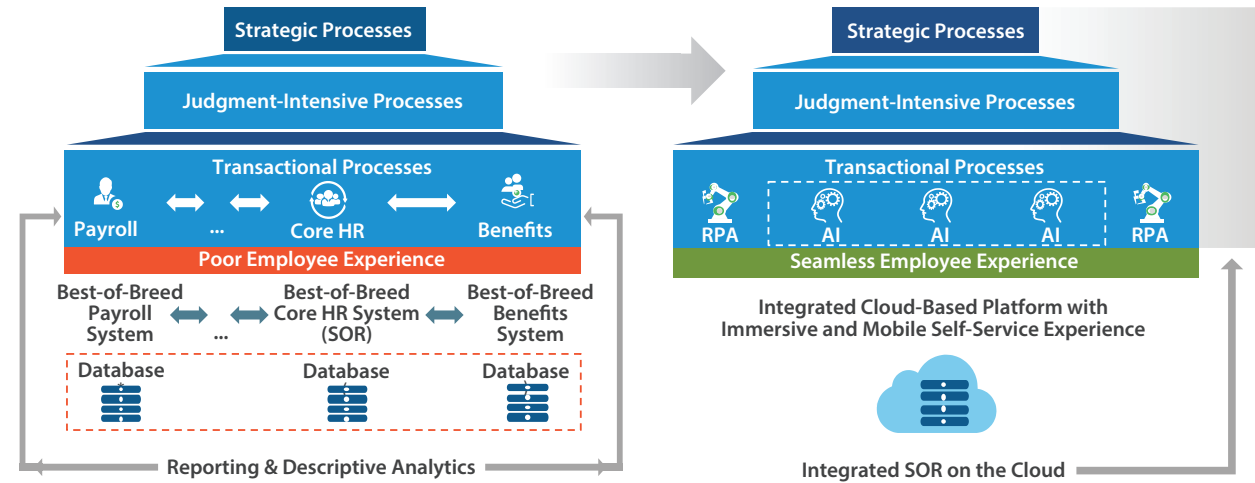 Strategic Processes
Judgment-Intensive Processes
Transactional Processes
Payroll
...
Core HR
Benefits
Poor Employee Experience
Best-of-Breed
Payroll
System
...
Best-of-Breed
Core HR System
(SOR)
Best-of-Breed
Benefits
System
Database
Database
Database
Reporting & Descriptive Analytics
Strategic Processes
Judgment-Intensive Processes
Transactional Processes
RPA
AI
AI
AI
RPA
Seamless Employee Experience
Integrated Cloud-Based Platform with
Immersive and Mobile Self-Service Experience
Integrated SOR on the Cloud